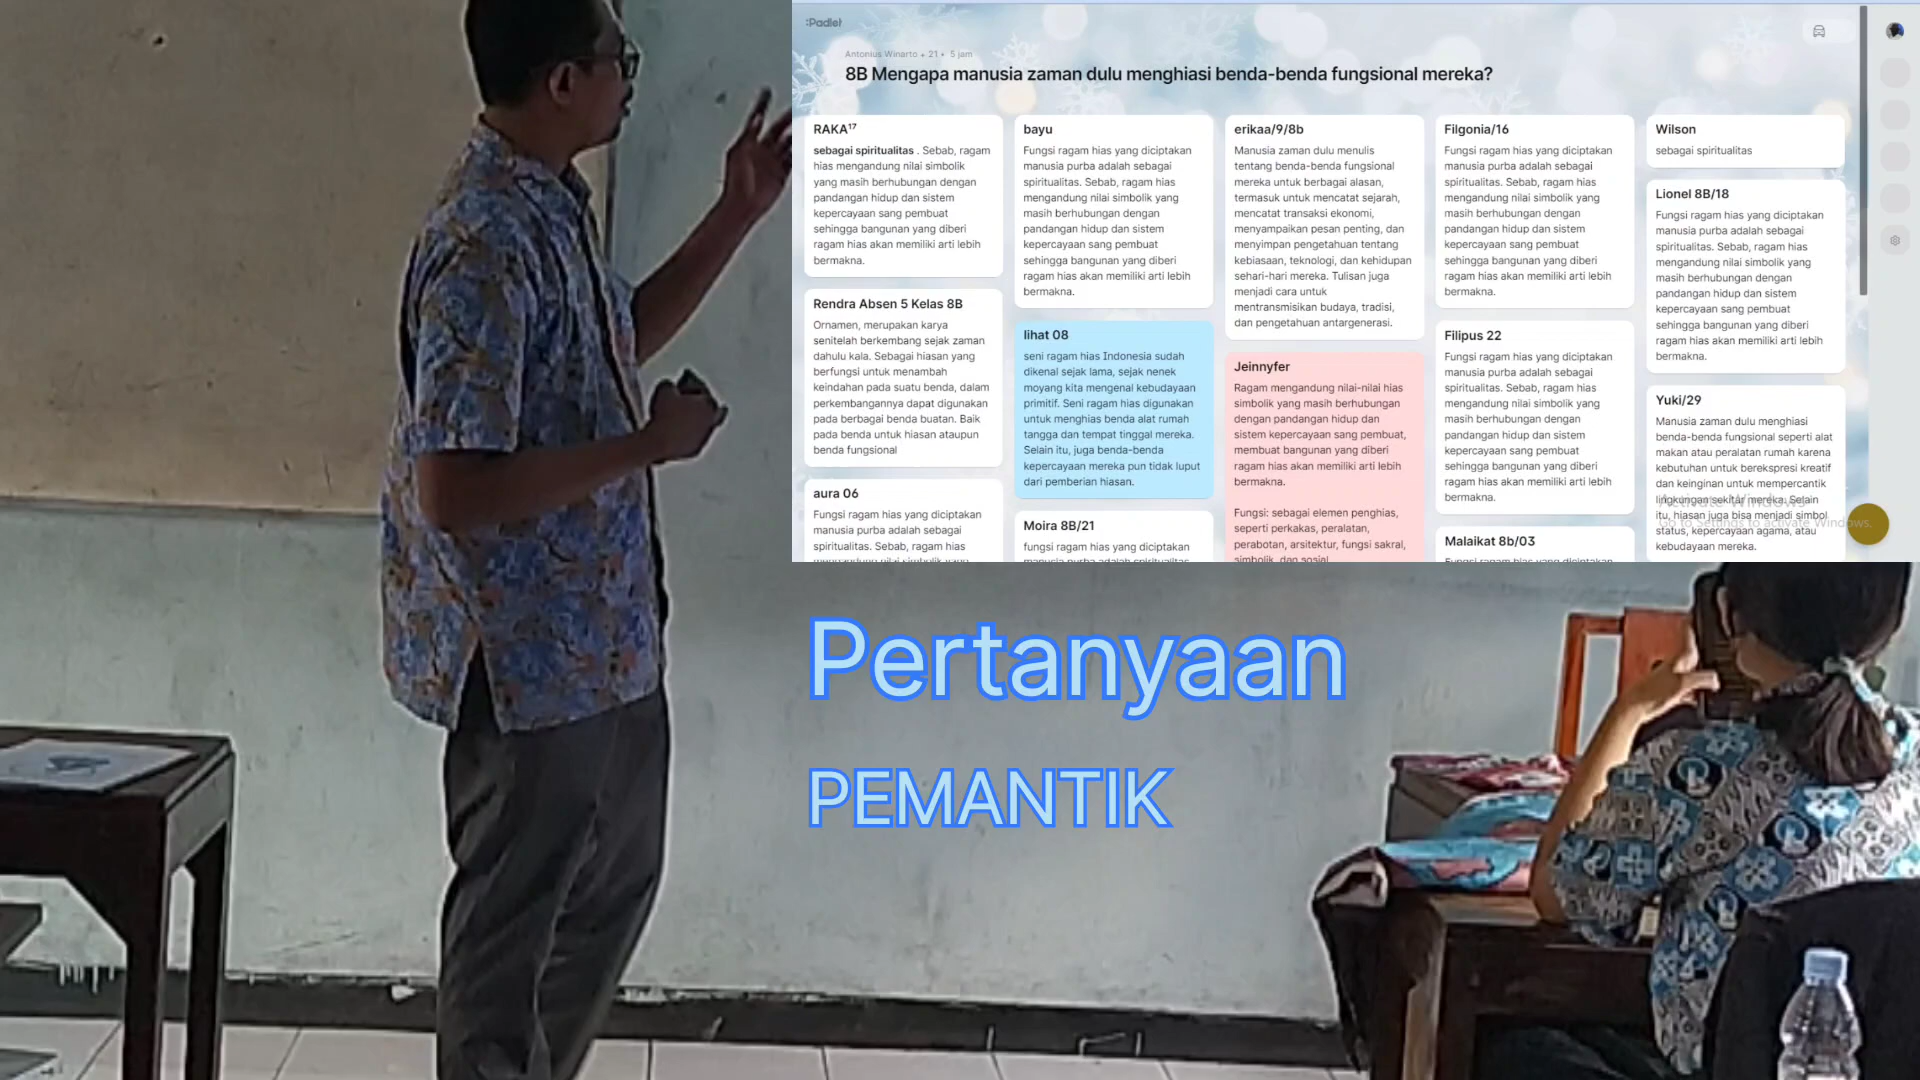 :Padlet
Antonius Winarto + 21 • 5 jam
8B Mengapa manusia zaman dulu menghiasi benda-benda fungsional mereka?
RAKA¹⁷
sebagai spiritualitas . Sebab, ragam
hias mengandung nilai simbolik
yang masih berhubungan dengan
pandangan hidup dan sistem
kepercayaan sang pembuat
sehingga bangunan yang diberi
ragam hias akan memiliki arti lebih
bermakna.
Rendra Absen 5 Kelas 8B
Ornamen, merupakan karya
senitelah berkembang sejak zaman
dahulu kala. Sebagai hiasan yang
berfungsi untuk menambah
keindahan pada suatu benda, dalam
perkembangannya dapat digunakan
pada berbagai benda buatan. Baik
pada benda untuk hiasan ataupun
benda fungsional
aura 06
Fungsi ragam hias yang diciptakan
manusia purba adalah sebagai
spiritualitas. Sebab, ragam hias
mengandung nilai simbolik yang
bayu
Fungsi ragam hias yang diciptakan
manusia purba adalah sebagai
spiritualitas. Sebab, ragam hias
mengandung nilai simbolik yang
masih berhubungan dengan
pandangan hidup dan sistem
kepercayaan sang pembuat
sehingga bangunan yang diberi
ragam hias akan memiliki arti lebih
bermakna.
lihat 08
seni ragam hias Indonesia sudah
dikenal sejak lama, sejak nenek
moyang kita mengenal kebudayaan
primitif. Seni ragam hias digunakan
untuk menghias benda alat rumah
tangga dan tempat tinggal mereka.
Selain itu, juga benda-benda
kepercayaan mereka pun tidak luput
dari pemberian hiasan.
Moira 8B/21
fungsi ragam hias yang diciptakan
manusia purba adalah spiritualitas
erikaa/9/8b
Manusia zaman dulu menulis
tentang benda-benda fungsional
mereka untuk berbagai alasan,
termasuk untuk mencatat sejarah,
mencatat transaksi ekonomi,
menyampaikan pesan penting, dan
menyimpan pengetahuan tentang
kebiasaan, teknologi, dan kehidupan
sehari-hari mereka. Tulisan juga
menjadi cara untuk
mentransmisikan budaya, tradisi,
dan pengetahuan antargenerasi.
Jeinnyfer
Ragam mengandung nilai-nilai hias
simbolik yang masih berhubungan
dengan pandangan hidup dan
sistem kepercayaan sang pembuat,
membuat bangunan yang diberi
ragam hias akan memiliki arti lebih
bermakna.
Fungsi: sebagai elemen penghias,
seperti perkakas, peralatan,
perabotan, arsitektur, fungsi sakral,
simbolik, dan sosial
Filgonia/16
Fungsi ragam hias yang diciptakan
manusia purba adalah sebagai
spiritualitas. Sebab, ragam hias
mengandung nilai simbolik yang
masih berhubungan dengan
pandangan hidup dan sistem
kepercayaan sang pembuat
sehingga bangunan yang diberi
ragam hias akan memiliki arti lebih
bermakna.
Filipus 22
Fungsi ragam hias yang diciptakan
manusia purba adalah sebagai
spiritualitas. Sebab, ragam hias
mengandung nilai simbolik yang
masih berhubungan dengan
pandangan hidup dan sistem
kepercayaan sang pembuat
sehingga bangunan yang diberi
ragam hias akan memiliki arti lebih
bermakna.
Malaikat 8b/03
Fungsi ragam hias yang diciptakan
Wilson
sebagai spiritualitas
Lionel 8B/18
Fungsi ragam hias yang diciptakan
manusia purba adalah sebagai
spiritualitas. Sebab, ragam hias
mengandung nilai simbolik yang
masih berhubungan dengan
pandangan hidup dan sistem
kepercayaan sang pembuat
sehingga bangunan yang diberi
ragam hias akan memiliki arti lebih
bermakna.
Yuki/29
Manusia zaman dulu menghiasi
benda-benda fungsional seperti alat
makan atau peralatan rumah karena
kebutuhan untuk berekspresi kreatif
dan keinginan untuk mempercantik
lingkungan sekitar mereka. Selain
itu, hiasan juga bisa menjadi simbol
status, kepercayaan agama, atau
kebudayaan mereka.
Activate Windows
Go to Settings to activate Windows.
Pertanyaan
PEMANTIK